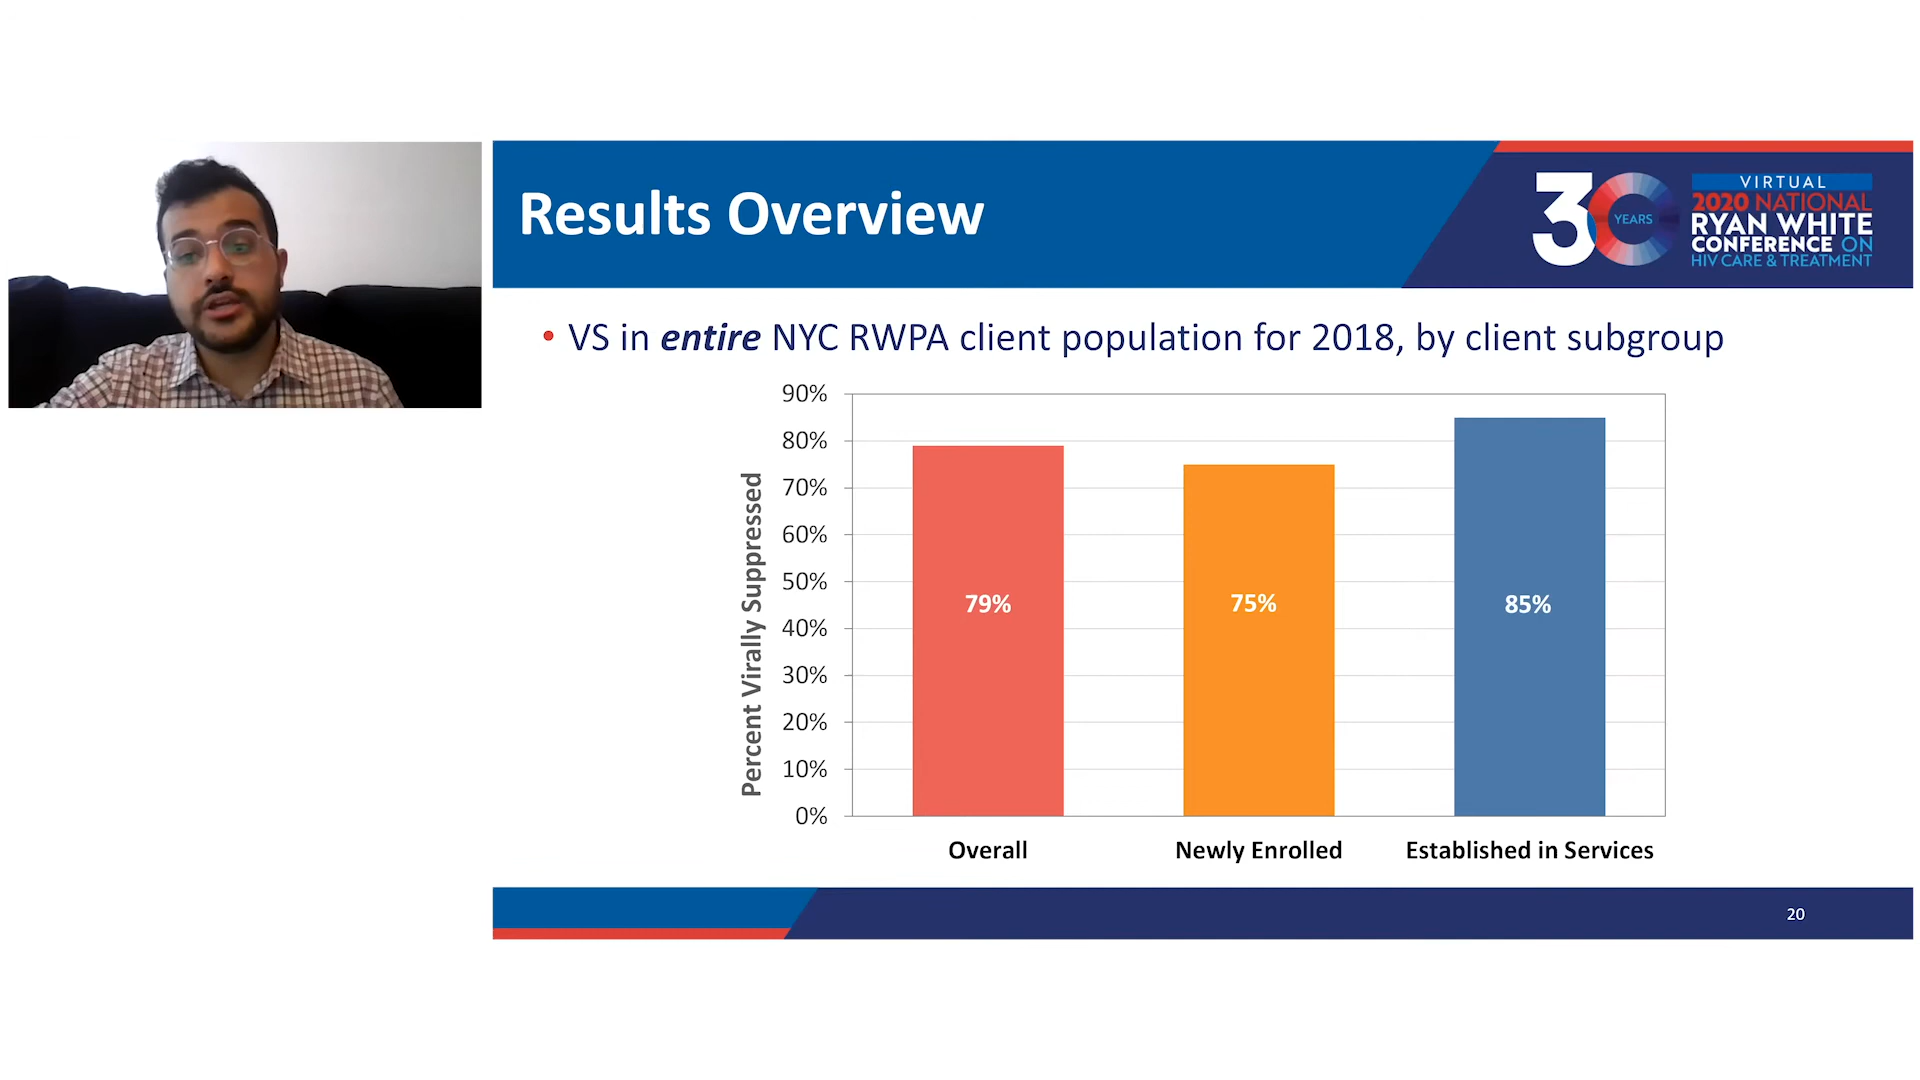 Results Overview
30 YEARS
VIRTUAL
2020 NATIONAL
RYAN WHITE
CONFERENCE ON
HIV CARE & TREATMENT
• VS in entire NYC RWPA client population for 2018, by client subgroup
Percent Virally Suppressed
90%
80%
70%
60%
50%
40%
30%
20%
10%
0%
79%
75%
85%
Overall
Newly Enrolled
Established in Services
20